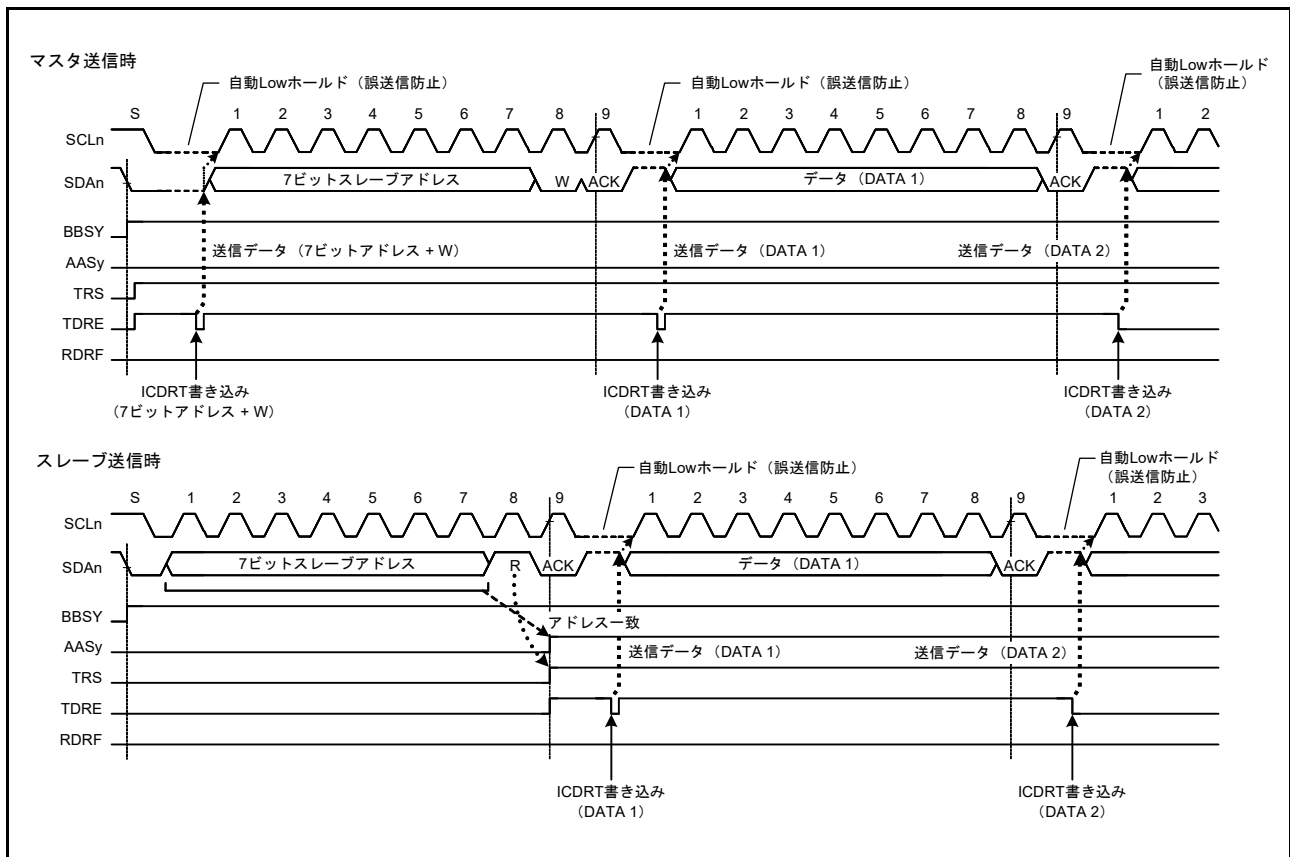 マスタ送信時
自動Lowホールド（誤送信防止）
自動Lowホールド（誤送信防止）
自動Lowホールド
（誤送信防止）
S 1 2 3 4 5 6 7 8 9 1 2 3 4 5 6 7 8 9 1 2
SCLn
SDAn
7ビットスレーブアドレス W ACK データ（DATA 1） ACK
BBSY
送信データ（7ビットアドレス + W） 送信データ（DATA 1） 送信データ（DATA 2）
AASy
TRS
TDRE
RDRF
ICDRT書き込み
（7ビットアドレス + W）
ICDRT書き込み
（DATA 1）
ICDRT書き込み
（DATA 2）
スレーブ送信時
自動Lowホールド（誤送信防止）
自動Lowホールド
（誤送信防止）
S 1 2 3 4 5 6 7 8 9 1 2 3 4 5 6 7 8 9 1 2 3
SCLn
SDAn
7ビットスレーブアドレス R ACK データ（DATA 1） ACK
BBSY
アドレス一致
AASy
送信データ（DATA 1） 送信データ（DATA 2）
TRS
TDRE
RDRF
ICDRT書き込み
（DATA 1）
ICDRT書き込み
（DATA 2）